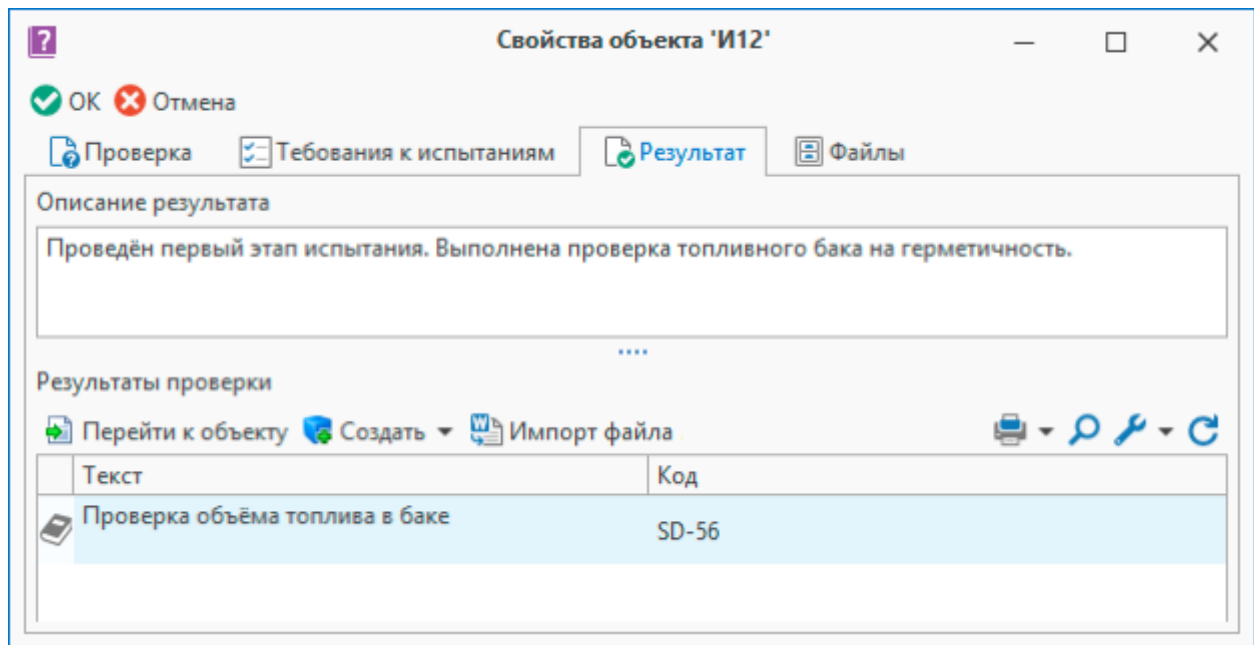 Свойства объекта 'И12'
ОК Отмена
Проверка Тебования к испытаниям Результат Файлы
Описание результата
Проведён первый этап испытания. Выполнена проверка топливного бака на герметичность.
Результаты проверки
Перейти к объекту Создать Импорт файла
Текст Код
Проверка объёма топлива в баке SD-56